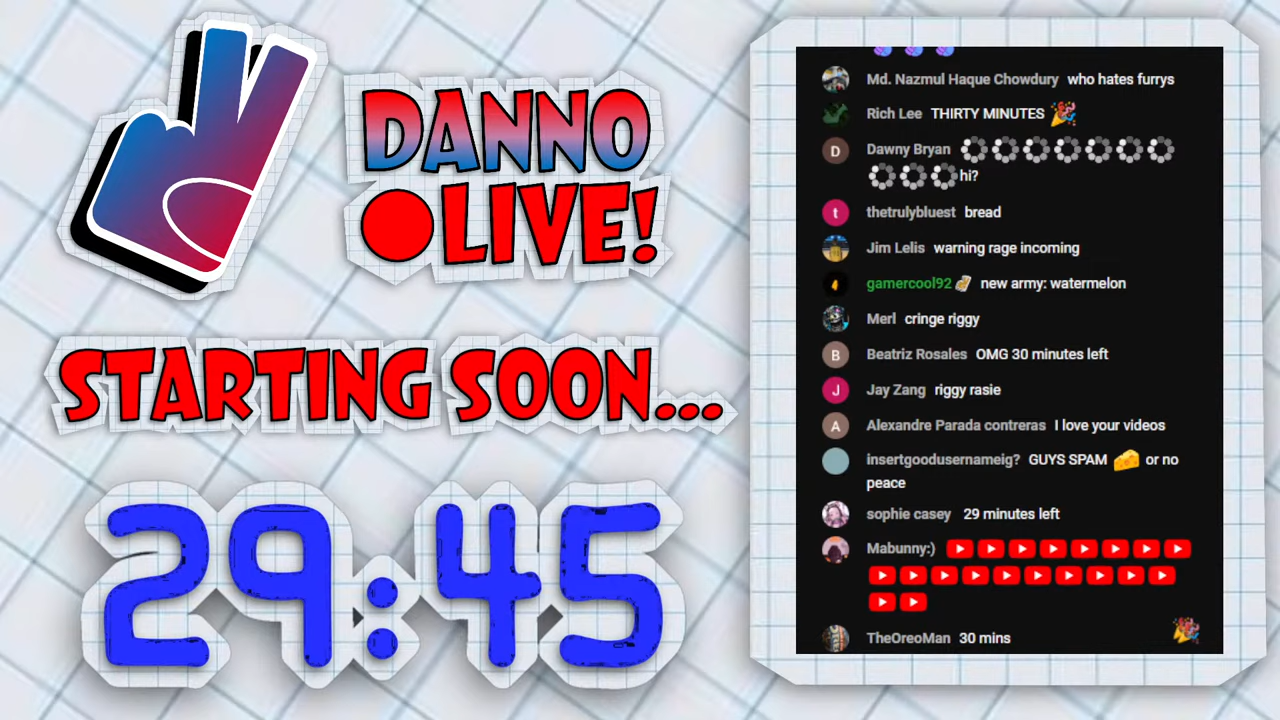 DANNO
LIVE!
STARTING SOON...
29:45
Md. Nazmul Haque Chowdury who hates furrys
Rich Lee THIRTY MINUTES 🎉
D Dawny Bryan
hi?
t thetrulybluest bread
Jim Lelis warning rage incoming
gamercool92 new army: watermelon
Merl cringe riggy
B Beatriz Rosales OMG 30 minutes left
J Jay Zang riggy rasie
A Alexandre Parada contreras I love your videos
insertgoodusernameig? GUYS SPAM 🧀 or no
peace
sophie casey 29 minutes left
Mabunny:)
TheOreoMan 30 mins